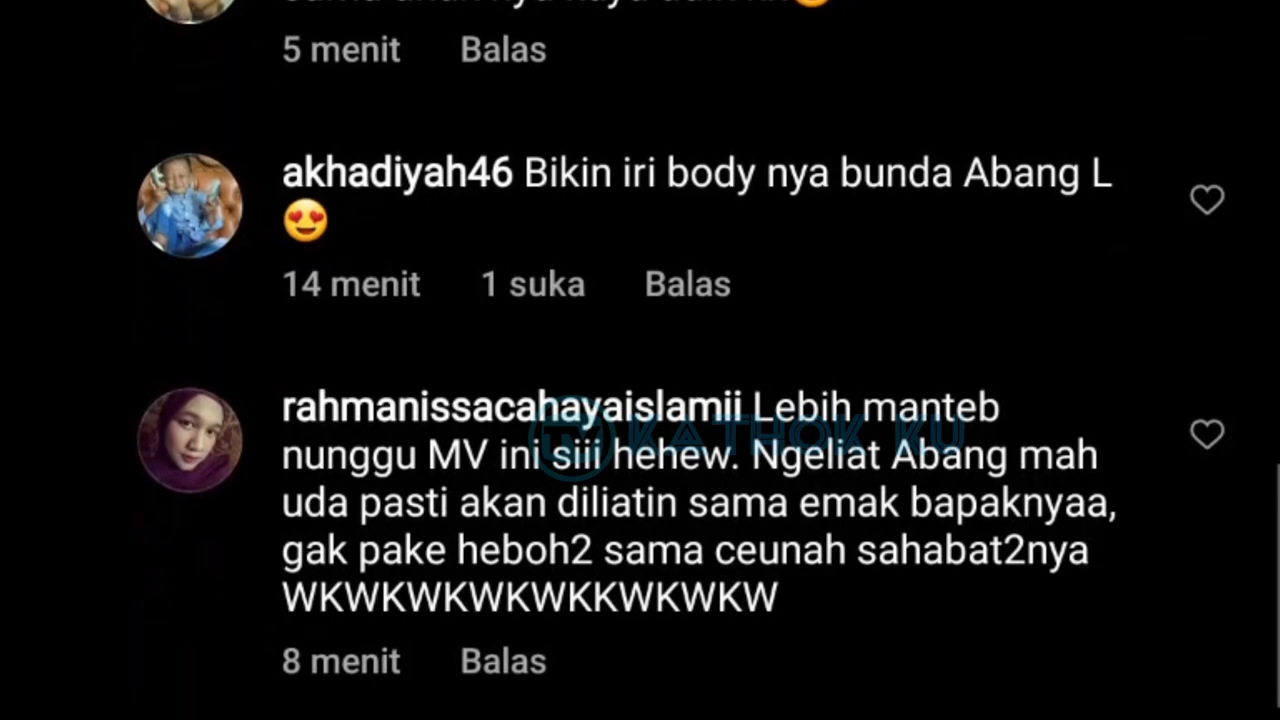 5 menit Balas
akhadiyah46 Bikin iri body nya bunda Abang L
😍
14 menit 1 suka Balas
rahmanissacahayaislamii Lebih manteb
nunggu MV ini siii hehew. Ngeliat Abang mah
uda pasti akan diliatin sama emak bapaknyaa,
gak pake heboh2 sama ceunah sahabat2nya
WKWKWKWKWKKWKWKW
8 menit Balas
KATHOK KU